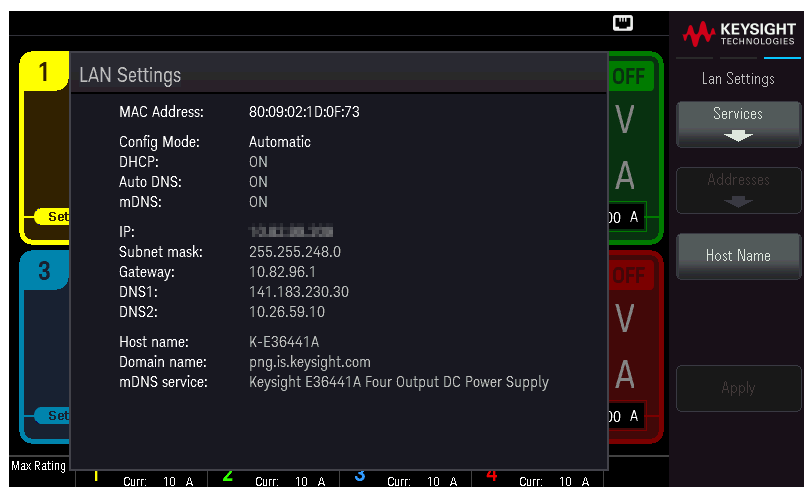 KEYSIGHT
TECHNOLOGIES
1
LAN Settings
OFF
Lan Settings
MAC Address: 80:09:02:1D:0F:73
Services
V
Config Mode: Automatic
DHCP: ON
Auto DNS: ON
mDNS: ON
A
Addresses
Set
00 A
IP:
Subnet mask: 255.255.248.0
Gateway: 10.82.96.1
DNS1: 141.183.230.30
DNS2: 10.26.59.10
Host Name
3
OFF
V
Host name: K-E36441A
Domain name: png.is.keysight.com
mDNS service: Keysight E36441A Four Output DC Power Supply
A
Apply
Set
00 A
Max Rating
1 Curr: 10 A 2 Curr: 10 A 3 Curr: 10 A 4 Curr: 10 A